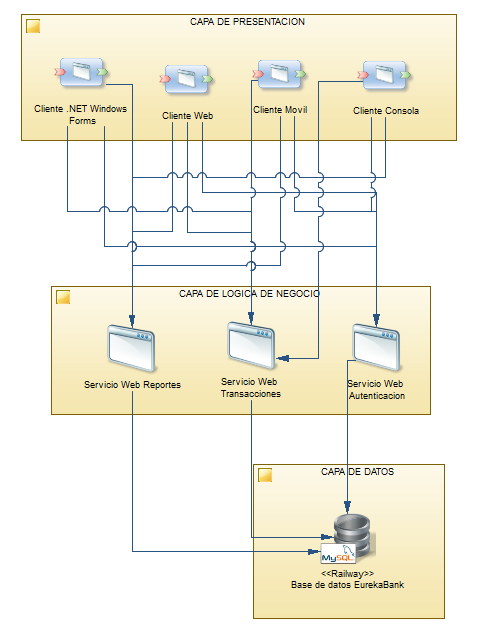 CAPA DE PRESENTACION
Cliente .NET Windows
Forms
Cliente Web
Cliente Movil
Cliente Consola
CAPA DE LOGICA DE NEGOCIO
Servicio Web Reportes
Servicio Web
Transacciones
Servicio Web
Autenticacion
CAPA DE DATOS
MySQL
<<Railway>>
Base de datos EurekaBank